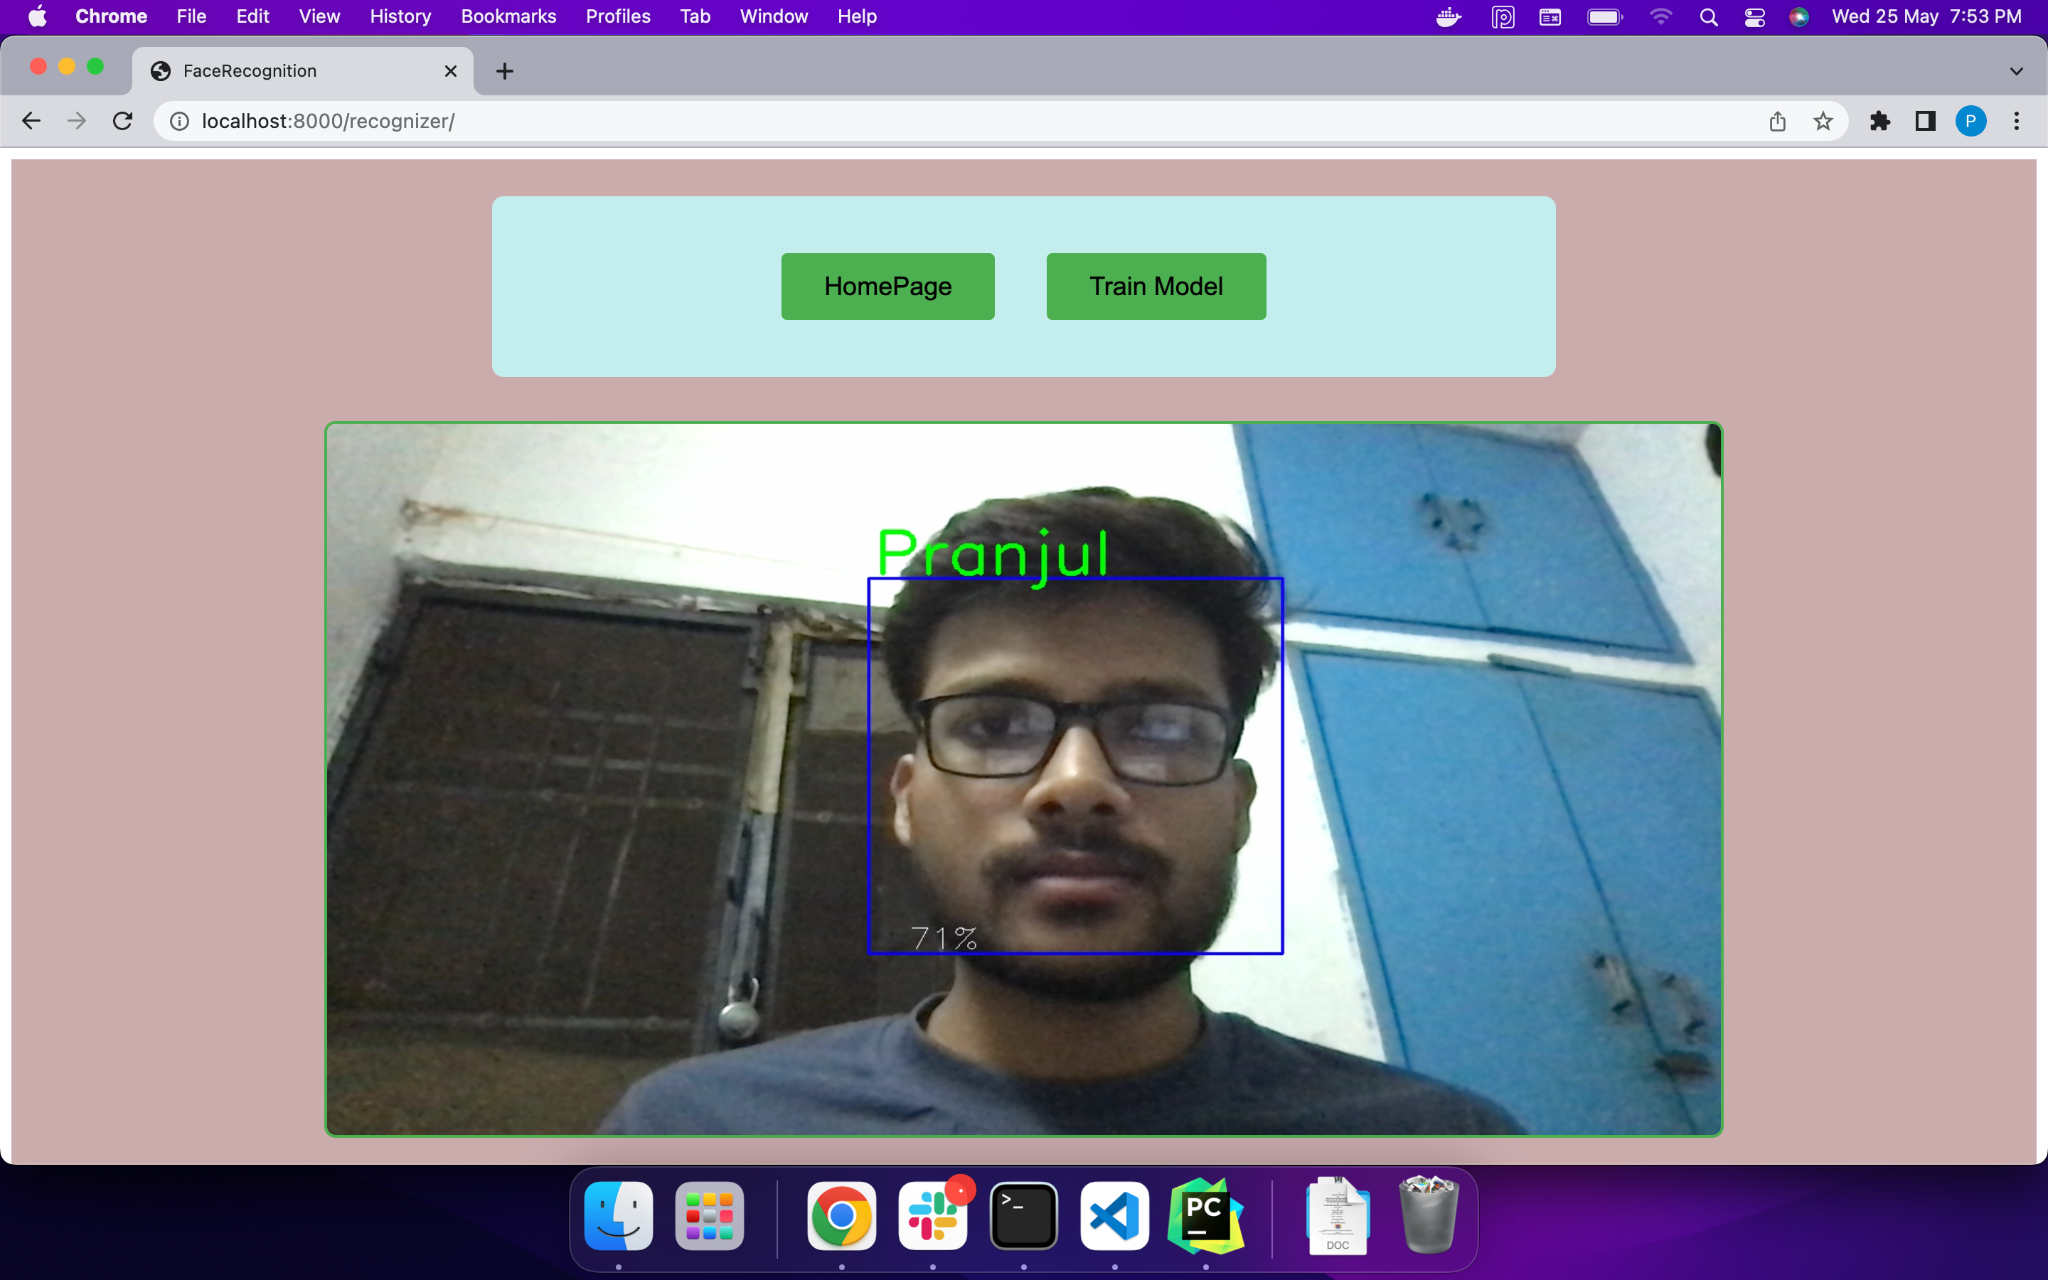 Chrome File Edit View History Bookmarks Profiles Tab Window Help Wed 25 May 7:53 PM
FaceRecognition
localhost:8000/recognizer/
P
HomePage Train Model
Pranjul
71%
>_
PC
DOC